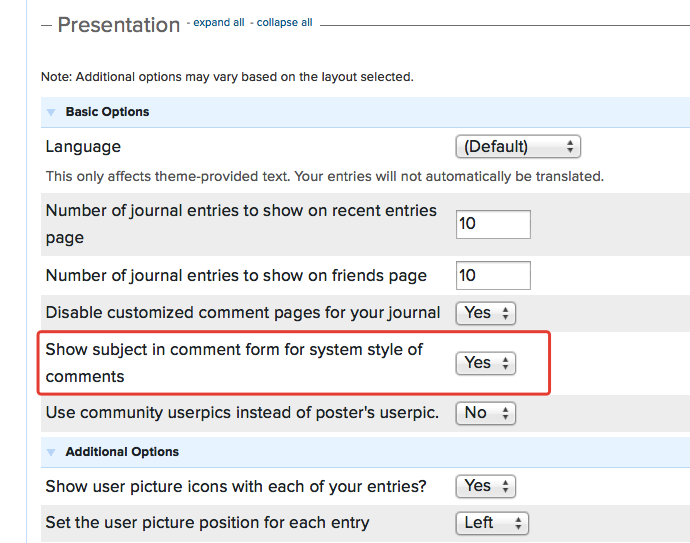 Presentation - expand all - collapse all
Note: Additional options may vary based on the layout selected.
Basic Options
Language (Default)
This only affects theme-provided text. Your entries will not automatically be translated.
Number of journal entries to show on recent entries
page 10
Number of journal entries to show on friends page 10
Disable customized comment pages for your journal Yes
Show subject in comment form for system style of
comments Yes
Use community userpics instead of poster's userpic. No
Additional Options
Show user picture icons with each of your entries? Yes
Set the user picture position for each entry Left